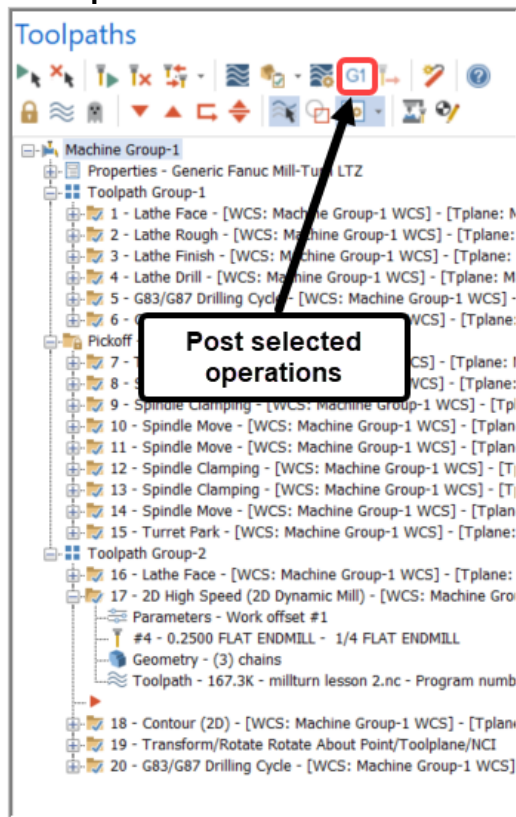 Toolpaths
G1
Machine Group-1
Properties - Generic Fanuc Mill-Turn LTZ
Toolpath Group-1
1 - Lathe Face - [WCS: Machine Group-1 WCS] - [Tplane: M
2 - Lathe Rough - [WCS: Machine Group-1 WCS] - [Tplane:
3 - Lathe Finish - [WCS: Machine Group-1 WCS] - [Tplane:
4 - Lathe Drill - [WCS: Machine Group-1 WCS] - [Tplane: M
5 - G83/G87 Drilling Cycle - [WCS: Machine Group-1 WCS] -
6 - WCS] - [Tplane:
Post selected
operations
Pickoff
7 - CS] - [Tplane:
8 - WCS] - [Tplane:
9 - Spindle Clamping - [WCS: Machine Group-1 WCS] - [Tpl
10 - Spindle Move - [WCS: Machine Group-1 WCS] - [Tplan
11 - Spindle Move - [WCS: Machine Group-1 WCS] - [Tplan
12 - Spindle Clamping - [WCS: Machine Group-1 WCS] - [T
13 - Spindle Clamping - [WCS: Machine Group-1 WCS] - [T
14 - Spindle Move - [WCS: Machine Group-1 WCS] - [Tplan
15 - Turret Park - [WCS: Machine Group-1 WCS] - [Tplane:
Toolpath Group-2
16 - Lathe Face - [WCS: Machine Group-1 WCS] - [Tplane:
17 - 2D High Speed (2D Dynamic Mill) - [WCS: Machine Gro
Parameters - Work offset #1
#4 - 0.2500 FLAT ENDMILL - 1/4 FLAT ENDMILL
Geometry - (3) chains
Toolpath - 167.3K - millturn lesson 2.nc - Program numb
18 - Contour (2D) - [WCS: Machine Group-1 WCS] - [Tplan
19 - Transform/Rotate Rotate About Point/Toolplane/NCI
20 - G83/G87 Drilling Cycle - [WCS: Machine Group-1 WCS]